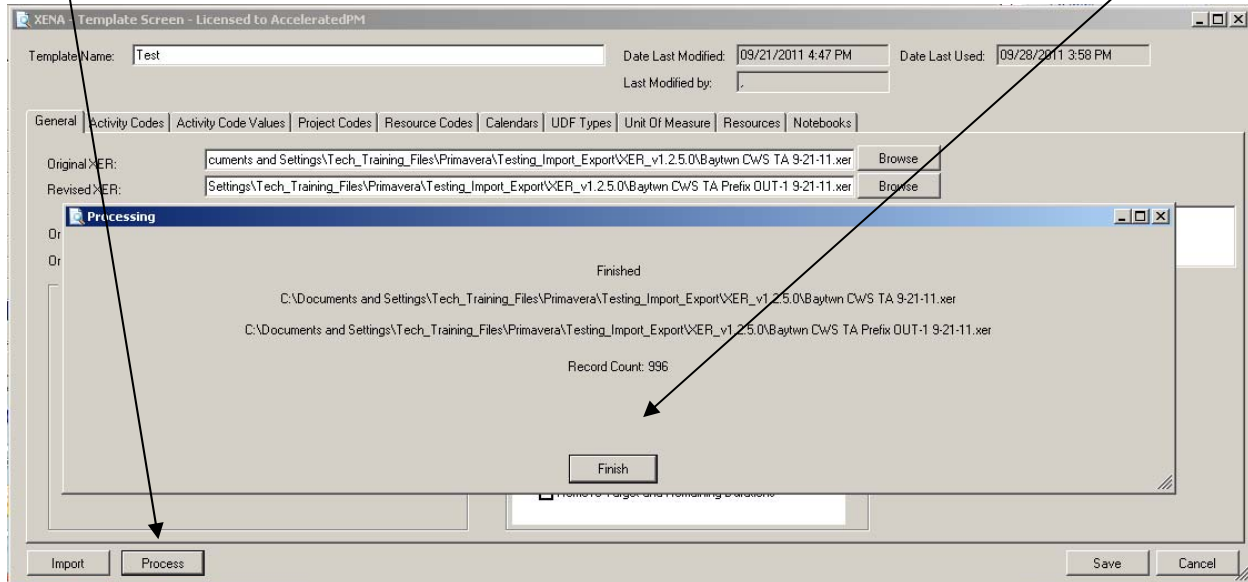 XENA - Template Screen - Licensed to AcceleratedPM
Template Name: Test Date Last Modified: 09/21/2011 4:47 PM Date Last Used: 09/28/2011 3:58 PM
Last Modified by: ,
General Activity Codes Activity Code Values Project Codes Resource Codes Calendars UDF Types Unit Of Measure Resources Notebooks
Original XER: cuments and Settings\Tech_Training_Files\Primavera\Testing_Import_Export\XER_v1.2.5.0\Baytwn CWS TA 9-21-11.xer Browse
Revised XER: Settings\Tech_Training_Files\Primavera\Testing_Import_Export\XER_v1.2.5.0\Baytwn CWS TA Prefix OUT-1 9-21-11.xer Browse
Processing
Or
Or
Finished
C:\Documents and Settings\Tech_Training_Files\Primavera\Testing_Import_Export\XER_v1.2.5.0\Baytwn CWS TA 9-21-11.xer
C:\Documents and Settings\Tech_Training_Files\Primavera\Testing_Import_Export\XER_v1.2.5.0\Baytwn CWS TA Prefix OUT-1 9-21-11.xer
Record Count: 996
Finish
Remove Target and Remaining Durations
Import Process Save Cancel